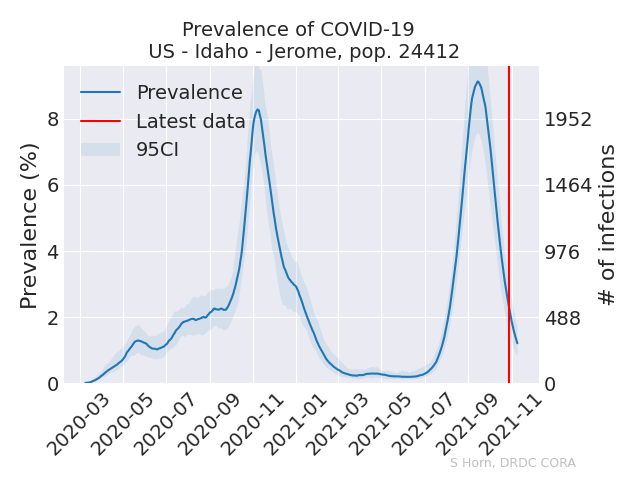 Prevalence of COVID-19
US - Idaho - Jerome, pop. 24412
Prevalence
Latest data
95CI
Prevalence (%)
8
6
4
2
0
1952
1464
976
488
0
# of infections
2020-03
2020-05
2020-07
2020-09
2020-11
2021-01
2021-03
2021-05
2021-07
2021-09
2021-11
S Horn, DRDC CORA